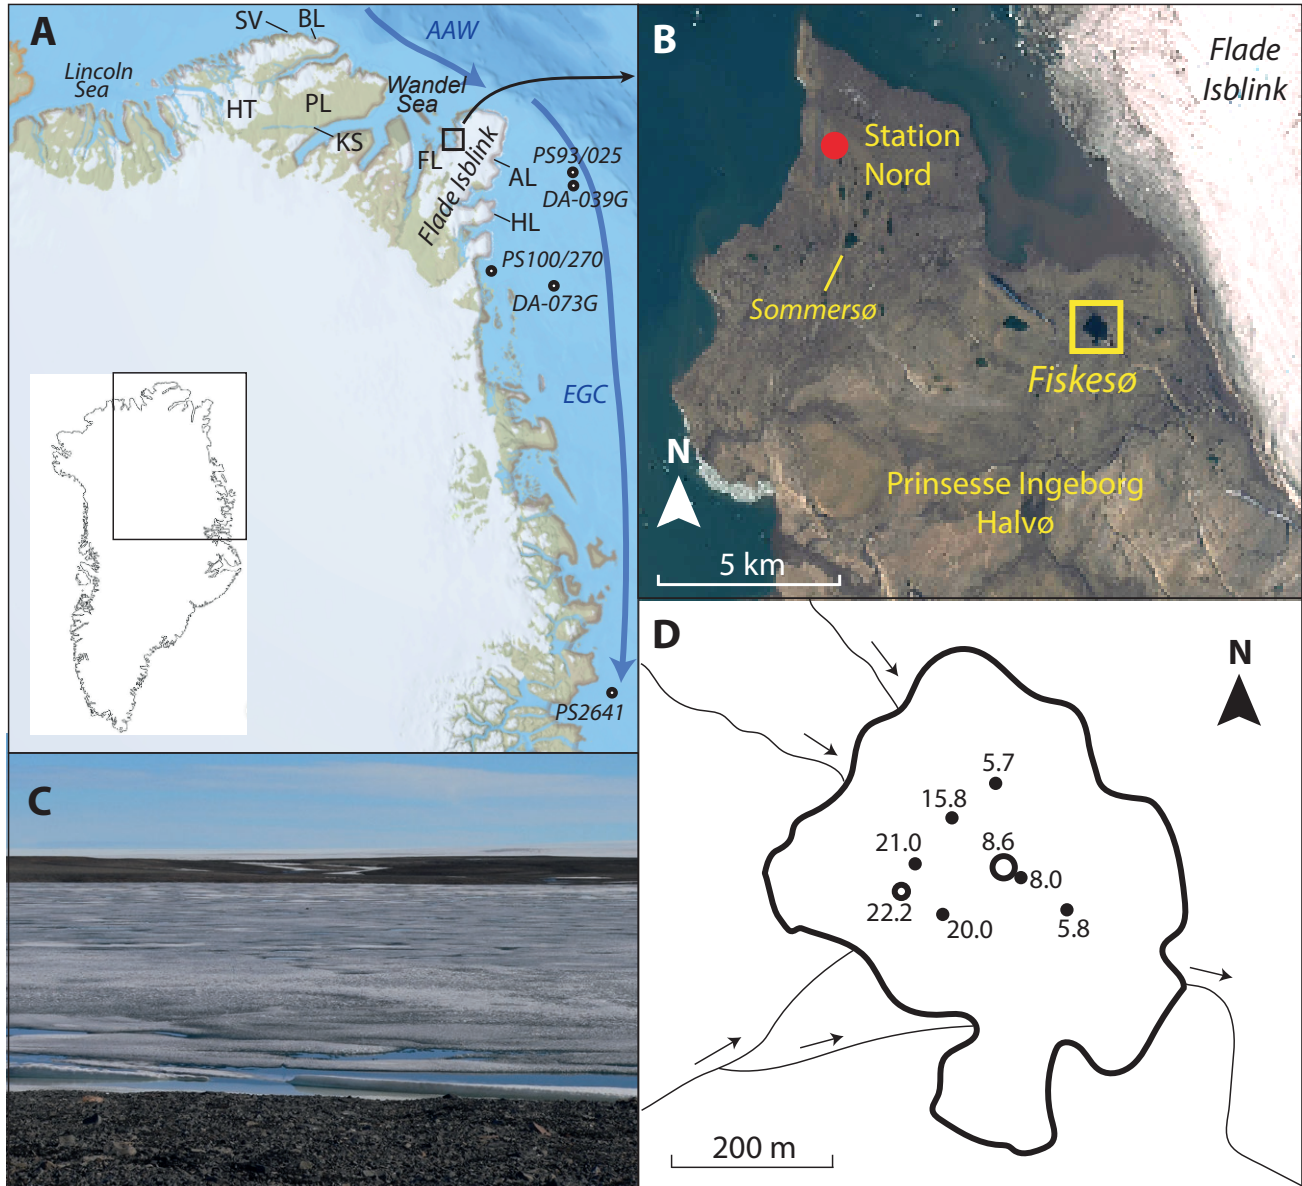 A
SV
BL
AAW
Lincoln
Sea
Wandel
Sea
HT
PL
KS
FL
Flade Isblink
AL
PS93/025
DA-039G
HL
PS100/270
DA-073G
EGC
PS2641
B
Flade
Isblink
Station
Nord
Sommersø
Fiskesø
N
Prinsesse Ingeborg
Halvø
5 km
C
D
N
5.7
15.8
21.0
8.6
8.0
22.2
20.0
5.8
200 m